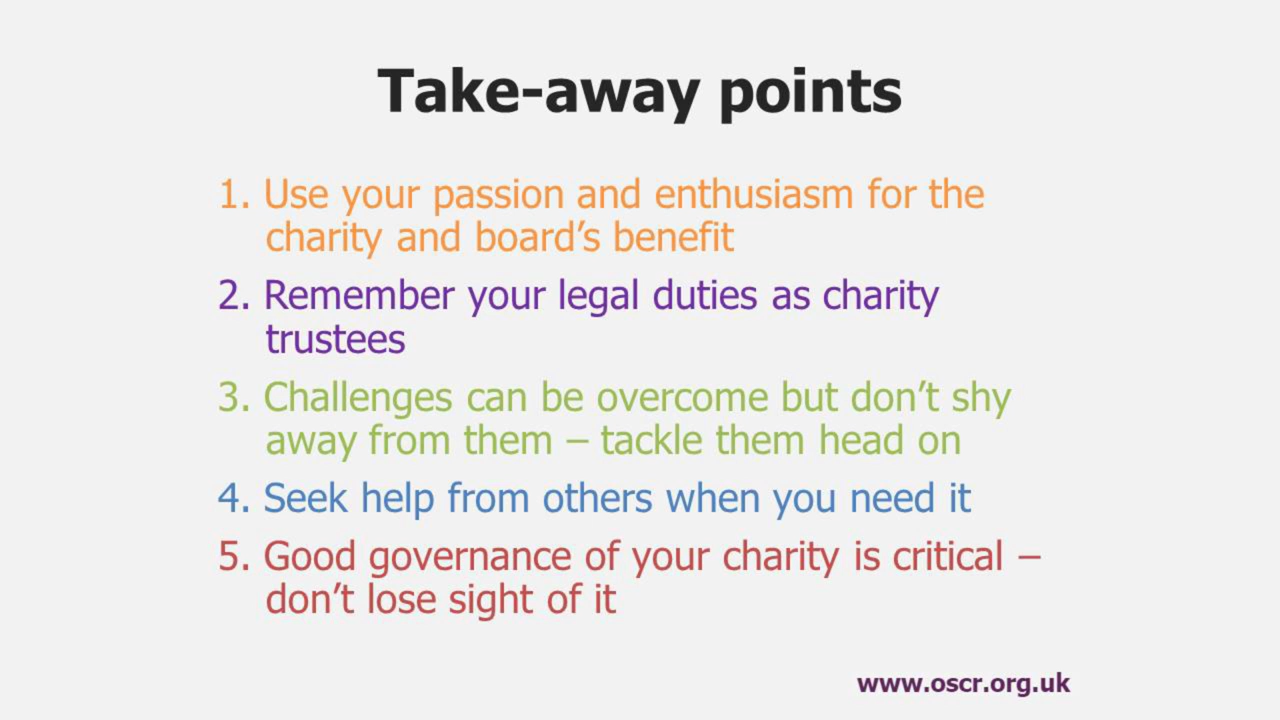 Take-away points
1. Use your passion and enthusiasm for the
charity and board’s benefit
2. Remember your legal duties as charity
trustees
3. Challenges can be overcome but don’t shy
away from them – tackle them head on
4. Seek help from others when you need it
5. Good governance of your charity is critical –
don’t lose sight of it
www.oscr.org.uk